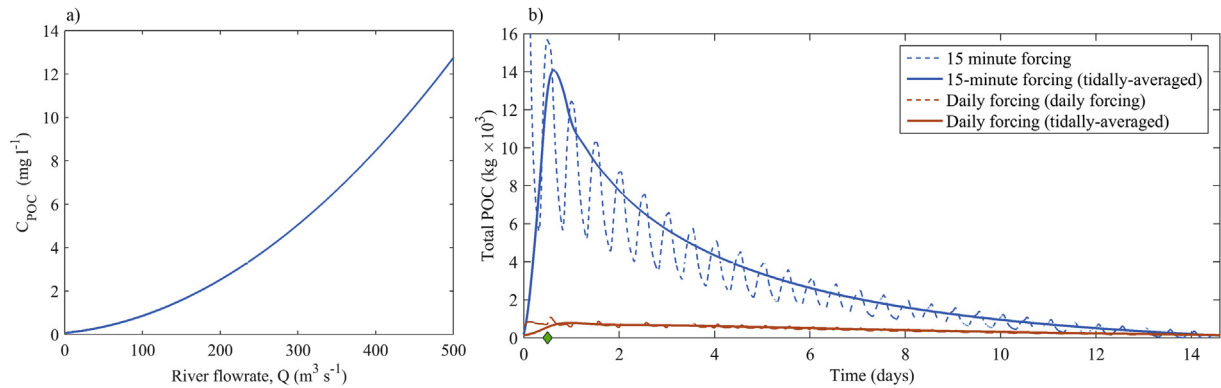 a)
14
12
10
8
6
4
2
0
C_POC (mg l⁻¹)
0 100 200 300 400 500
River flowrate, Q (m³ s⁻¹)
b)
16
14
12
10
8
6
4
2
0
Total POC (kg × 10³)
15 minute forcing
15-minute forcing (tidally-averaged)
Daily forcing (daily forcing)
Daily forcing (tidally-averaged)
0 2 4 6 8 10 12 14
Time (days)